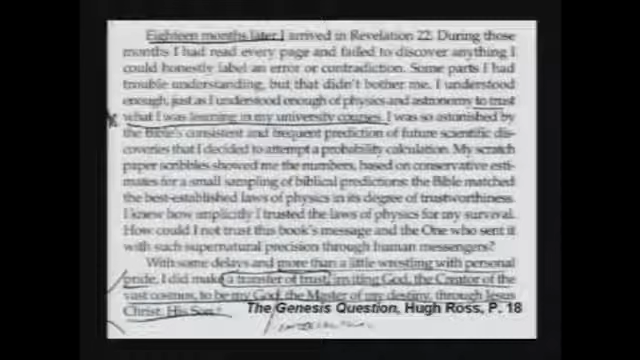 Eighteen months later I arrived in Revelation 22. During those
months I had read every page and failed to discover anything I
could honestly label an error or contradiction. Some parts I had
trouble understanding, but that didn't bother me. I understood
enough, just as I understood enough of physics and astronomy to trust
what I was learning in my university courses. I was so astonished by
the Bible's consistent and frequent prediction of future scientific dis-
coveries that I decided to attempt a probability calculation. My scratch
paper scribbles showed me the numbers, based on conservative esti-
mates for a small sampling of biblical predictions: the Bible matched
the best-established laws of physics in its degree of trustworthiness.
I knew how implicitly I trusted the laws of physics for my survival.
How could I not trust this book's message and the One who sent it
with such supernatural precision through human messengers?
With some delays and more than a little wrestling with personal
pride, I did make a transfer of trust, inviting God, the Creator of the
vast cosmos, to be my God, the Master of my destiny, through Jesus
Christ, His Son.
The Genesis Question, Hugh Ross, P. 18